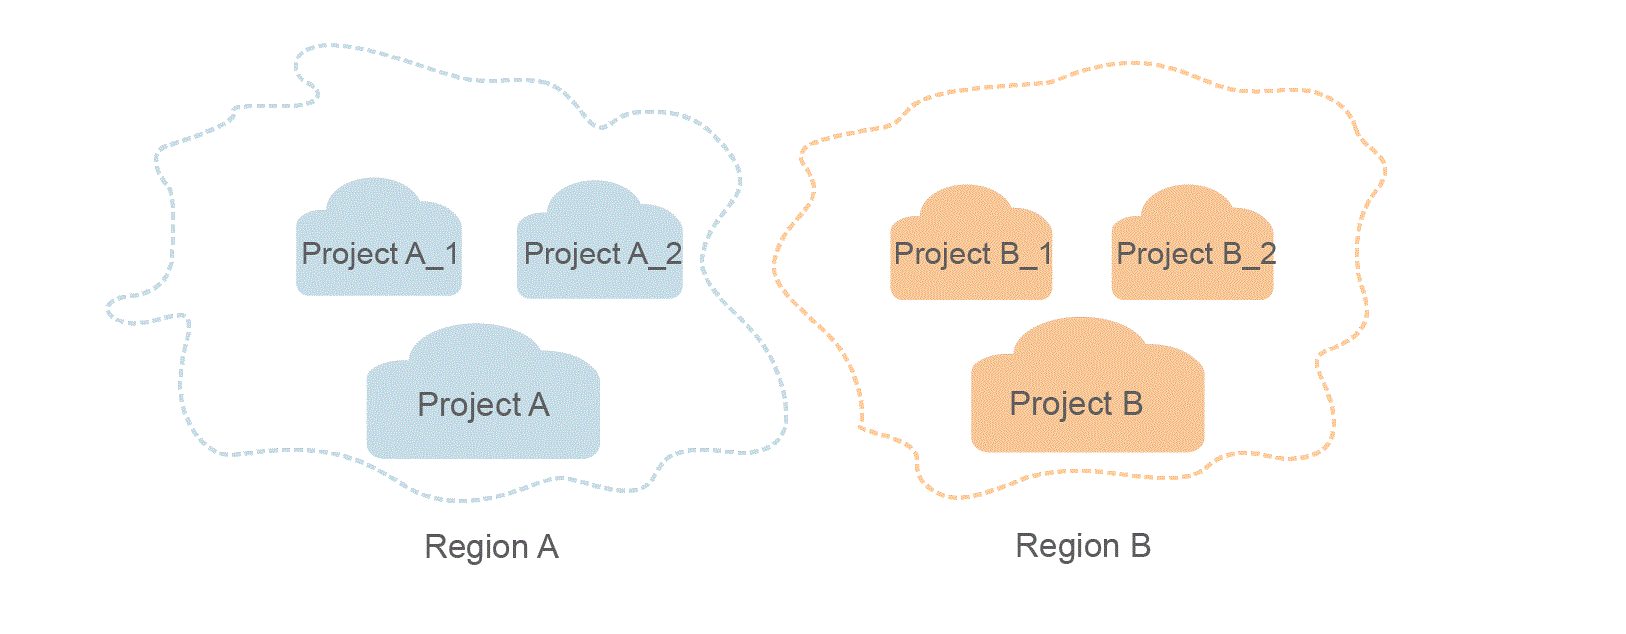 Project A_1
Project A_2
Project A
Region A
Project B_1
Project B_2
Project B
Region B